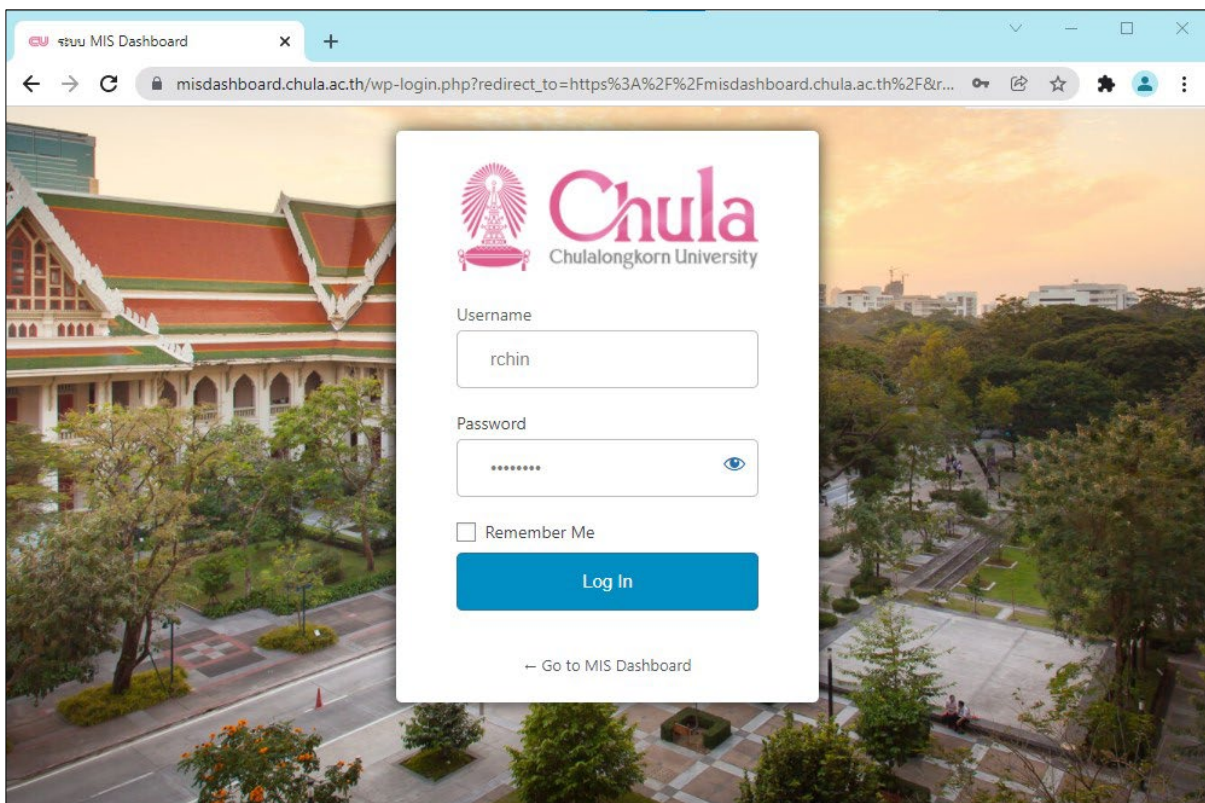 CU ระบบ MIS Dashboard
misdashboard.chula.ac.th/wp-login.php?redirect_to=https%3A%2F%2Fmisdashboard.chula.ac.th%2F&r...
Chula
Chulalongkorn University
Username
rchin
Password
••••••••
Remember Me
Log In
← Go to MIS Dashboard